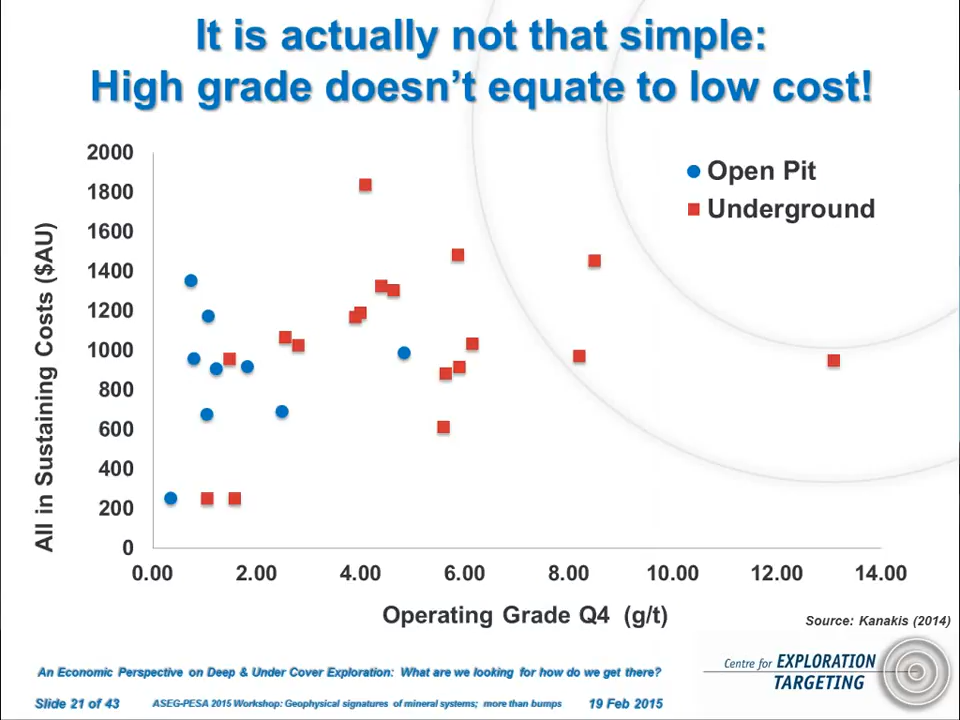 It is actually not that simple:
High grade doesn't equate to low cost!
2000
1800
1600
1400
1200
1000
800
600
400
200
0
All in Sustaining Costs ($AU)
Open Pit
Underground
0.00 2.00 4.00 6.00 8.00 10.00 12.00 14.00
Operating Grade Q4 (g/t)
Source: Kanakis (2014)
An Economic Perspective on Deep & Under Cover Exploration: What are we looking for how do we get there?
Centre for EXPLORATION
TARGETING
Slide 21 of 43 ASEG-PESA 2015 Workshop: Geophysical signatures of mineral systems; more than bumps 19 Feb 2015